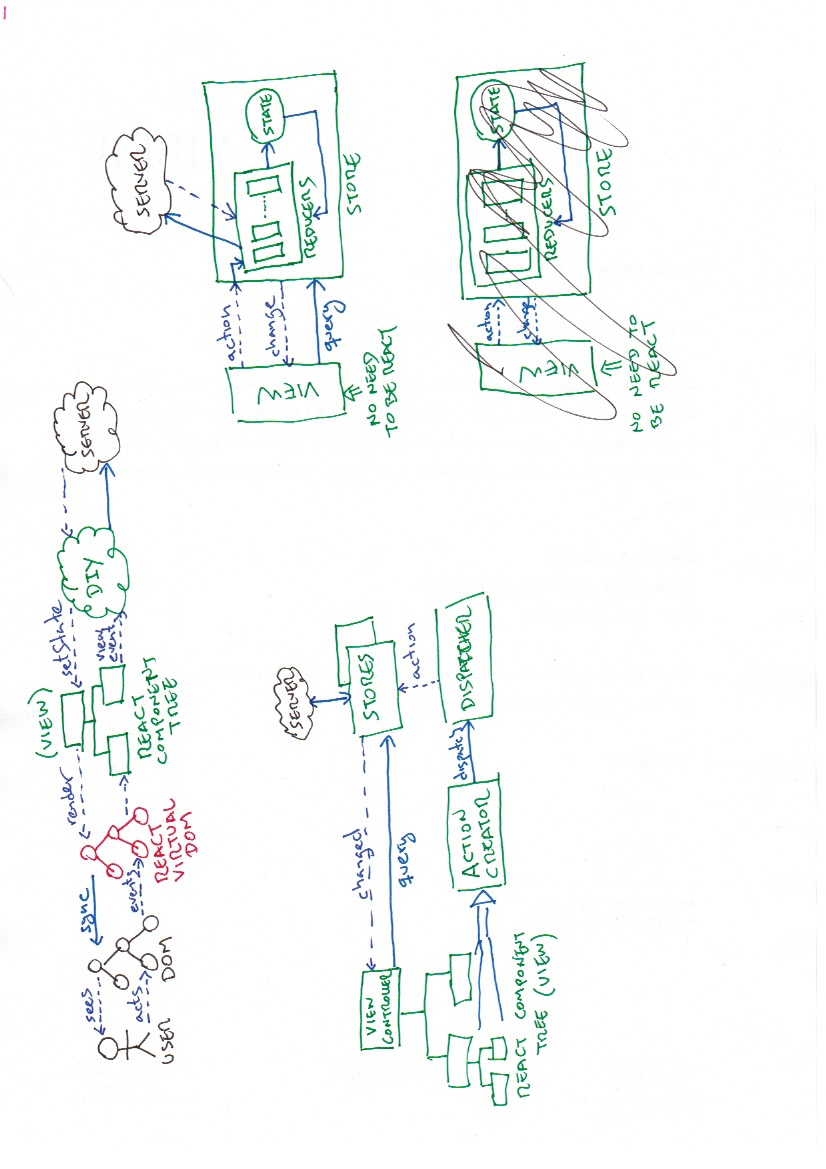 (VIEW)
USER
acts
sees
DOM
events
sync
REACT
VIRTUAL
DOM
render
REACT
COMPONENT
TREE
view
event
setState
DIY
SERVER
SERVER
STORES
changed
query
VIEW
CONTROLLER
action
DISPATCHER
dispatch
ACTION
CREATOR
REACT COMPONENT
TREE (VIEW)
SERVER
action
change
query
VIEW
STATE
REDUCERS
STORE
NO NEED
TO BE REACT
action
change
VIEW
STATE
REDUCERS
STORE
NO NEED TO
BE REACT